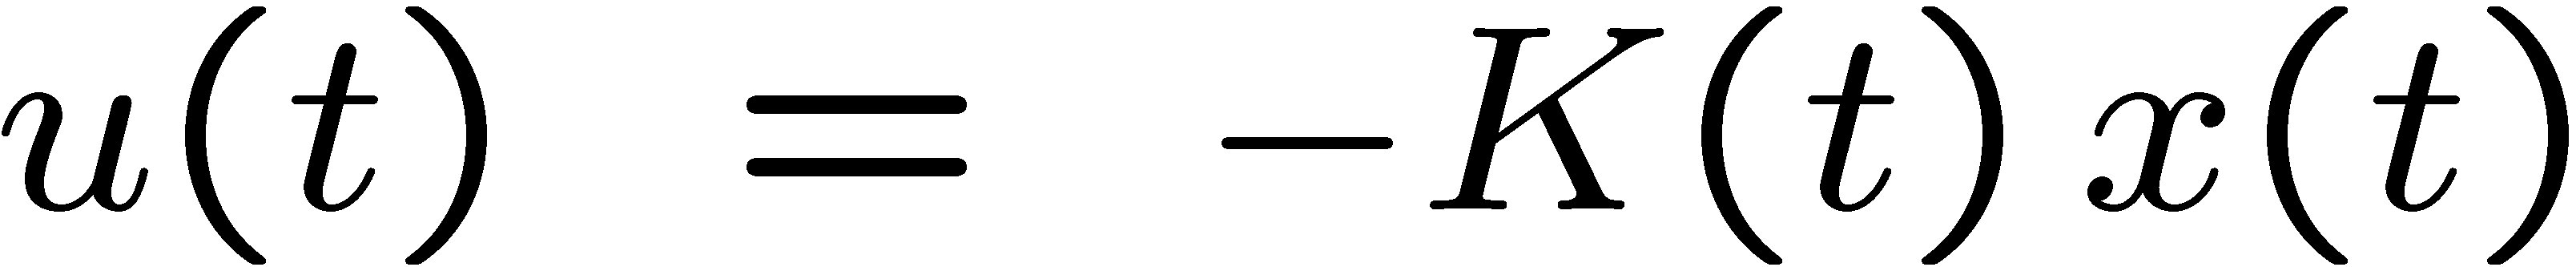 u(t) = −K(t) x(t)